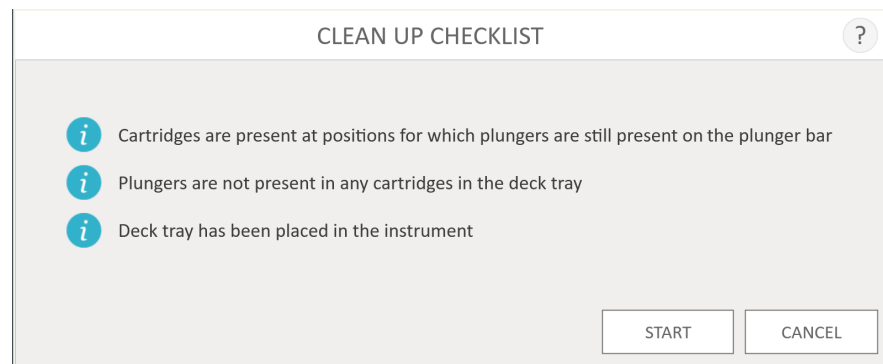 CLEAN UP CHECKLIST
?
i Cartridges are present at positions for which plungers are still present on the plunger bar
i Plungers are not present in any cartridges in the deck tray
i Deck tray has been placed in the instrument
START CANCEL